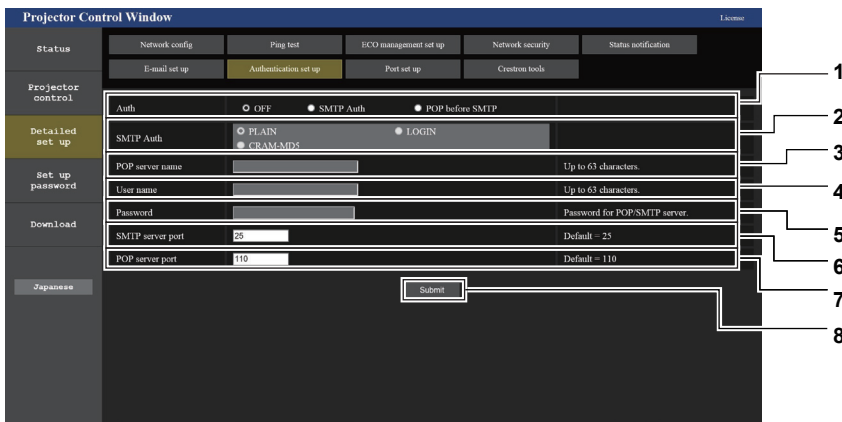 Projector Control Window
License
Status
Network config
Ping test
ECO management set up
Network security
Status notification
E-mail set up
Authentication set up
Port set up
Crestron tools
Projector
control
Detailed
set up
Set up
password
Download
Japanese
Auth
OFF
SMTP Auth
POP before SMTP
1
SMTP Auth
PLAIN
LOGIN
CRAM-MD5
2
POP server name
Up to 63 characters.
3
User name
Up to 63 characters.
4
Password
Password for POP/SMTP server.
5
SMTP server port
25
Default = 25
6
POP server port
110
Default = 110
7
Submit
8